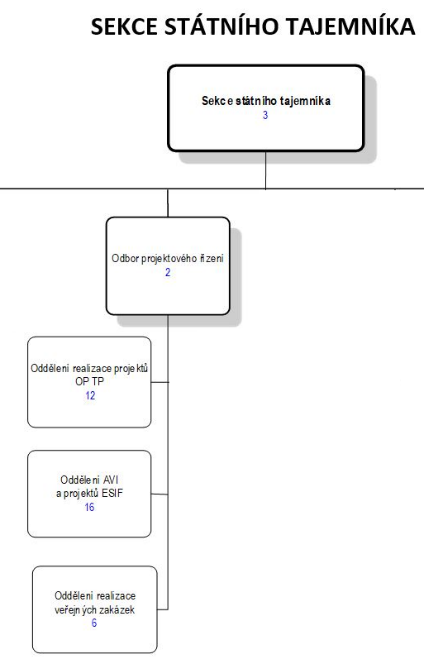 SEKCE STÁTNÍHO TAJEMNÍKA
Sekce státního tajemníka
3
Odbor projektového řízení
2
Oddělení realizace projektů
OP TP
12
Oddělení AVI
a projektů ESIF
16
Oddělení realizace
veřejných zakázek
6